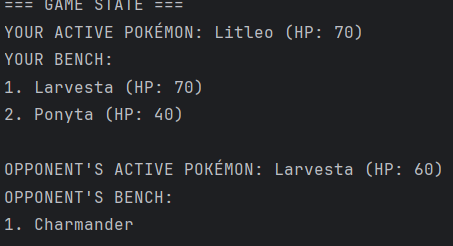 === GAME STATE ===
YOUR ACTIVE POKÉMON: Litleo (HP: 70)
YOUR BENCH:
1. Larvesta (HP: 70)
2. Ponyta (HP: 40)
OPPONENT'S ACTIVE POKÉMON: Larvesta (HP: 60)
OPPONENT'S BENCH:
1. Charmander